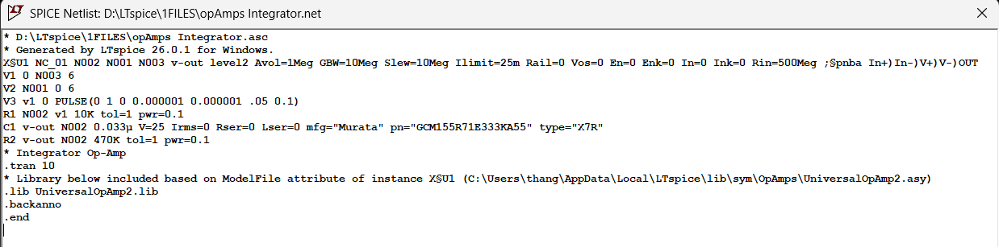 SPICE Netlist: D:\LTspice\1FILES\opAmps Integrator.net
* D:\LTspice\1FILES\opAmps Integrator.asc
* Generated by LTspice 26.0.1 for Windows.
X§U1 NC_01 N002 N001 N003 v-out level2 Avol=1Meg GBW=10Meg Slew=10Meg Ilimit=25m Rail=0 Vos=0 En=0 Enk=0 In=0 Ink=0 Rin=500Meg ;§pnba In+)In-)V+)V-)OUT
V1 0 N003 6
V2 N001 0 6
V3 v1 0 PULSE(0 1 0 0.000001 0.000001 .05 0.1)
R1 N002 v1 10K tol=1 pwr=0.1
C1 v-out N002 0.033µ V=25 Irms=0 Rser=0 Lser=0 mfg="Murata" pn="GCM155R71E333KA55" type="X7R"
R2 v-out N002 470K tol=1 pwr=0.1
* Integrator Op-Amp
.tran 10
* Library below included based on ModelFile attribute of instance X§U1 (C:\Users\thang\AppData\Local\LTspice\lib\sym\OpAmps\UniversalOpAmp2.asy)
.lib UniversalOpAmp2.lib
.backanno
.end